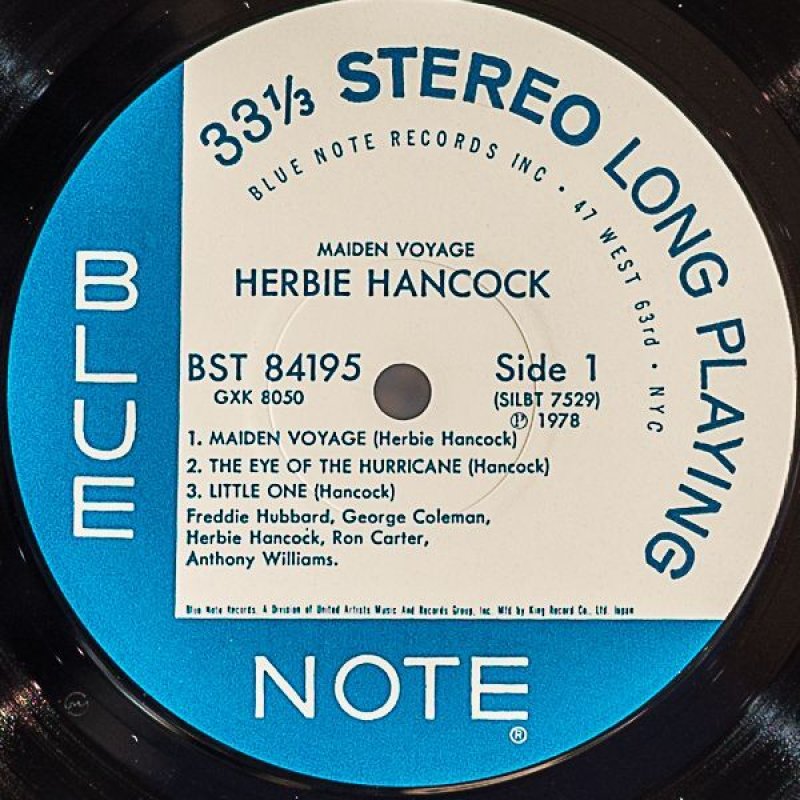 33⅓ STEREO LONG PLAYING
BLUE NOTE RECORDS INC • 47 WEST 63rd • NYC
MAIDEN VOYAGE
HERBIE HANCOCK
BST 84195
GXK 8050
Side 1
(SILBT 7529)
Ⓟ 1978
1. MAIDEN VOYAGE (Herbie Hancock)
2. THE EYE OF THE HURRICANE (Hancock)
3. LITTLE ONE (Hancock)
Freddie Hubbard, George Coleman,
Herbie Hancock, Ron Carter,
Anthony Williams.
Blue Note Records. A Division of United Artists Music And Records Group, Inc. Mfd by King Record Co., Ltd. Japan
BLUE
NOTE®